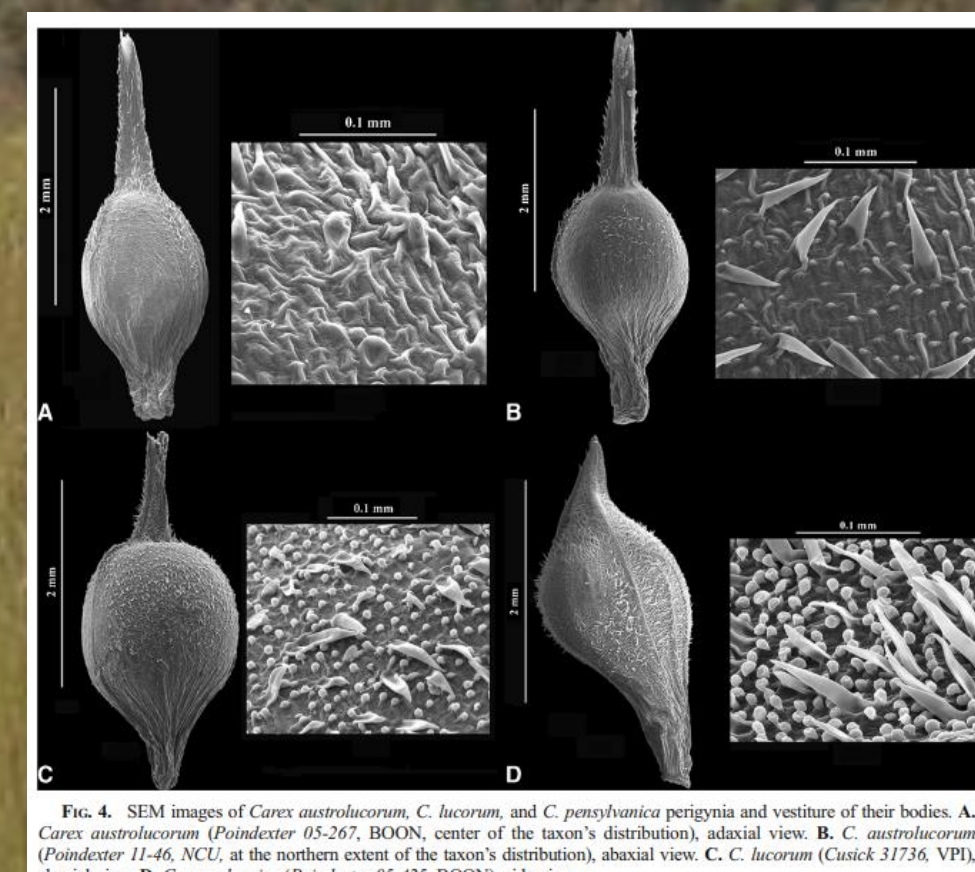 0.1 mm
0.1 mm
2 mm
2 mm
A
B
0.1 mm
0.1 mm
2 mm
2 mm
C
D
FIG. 4. SEM images of Carex austrolucorum, C. lucorum, and C. pensylvanica perigynia and vestiture of their bodies. A.
Carex austrolucorum (Poindexter 05-267, BOON, center of the taxon's distribution), adaxial view. B. C. austrolucorum
(Poindexter 11-46, NCU, at the northern extent of the taxon's distribution), abaxial view. C. C. lucorum (Cusick 31736, VPI),